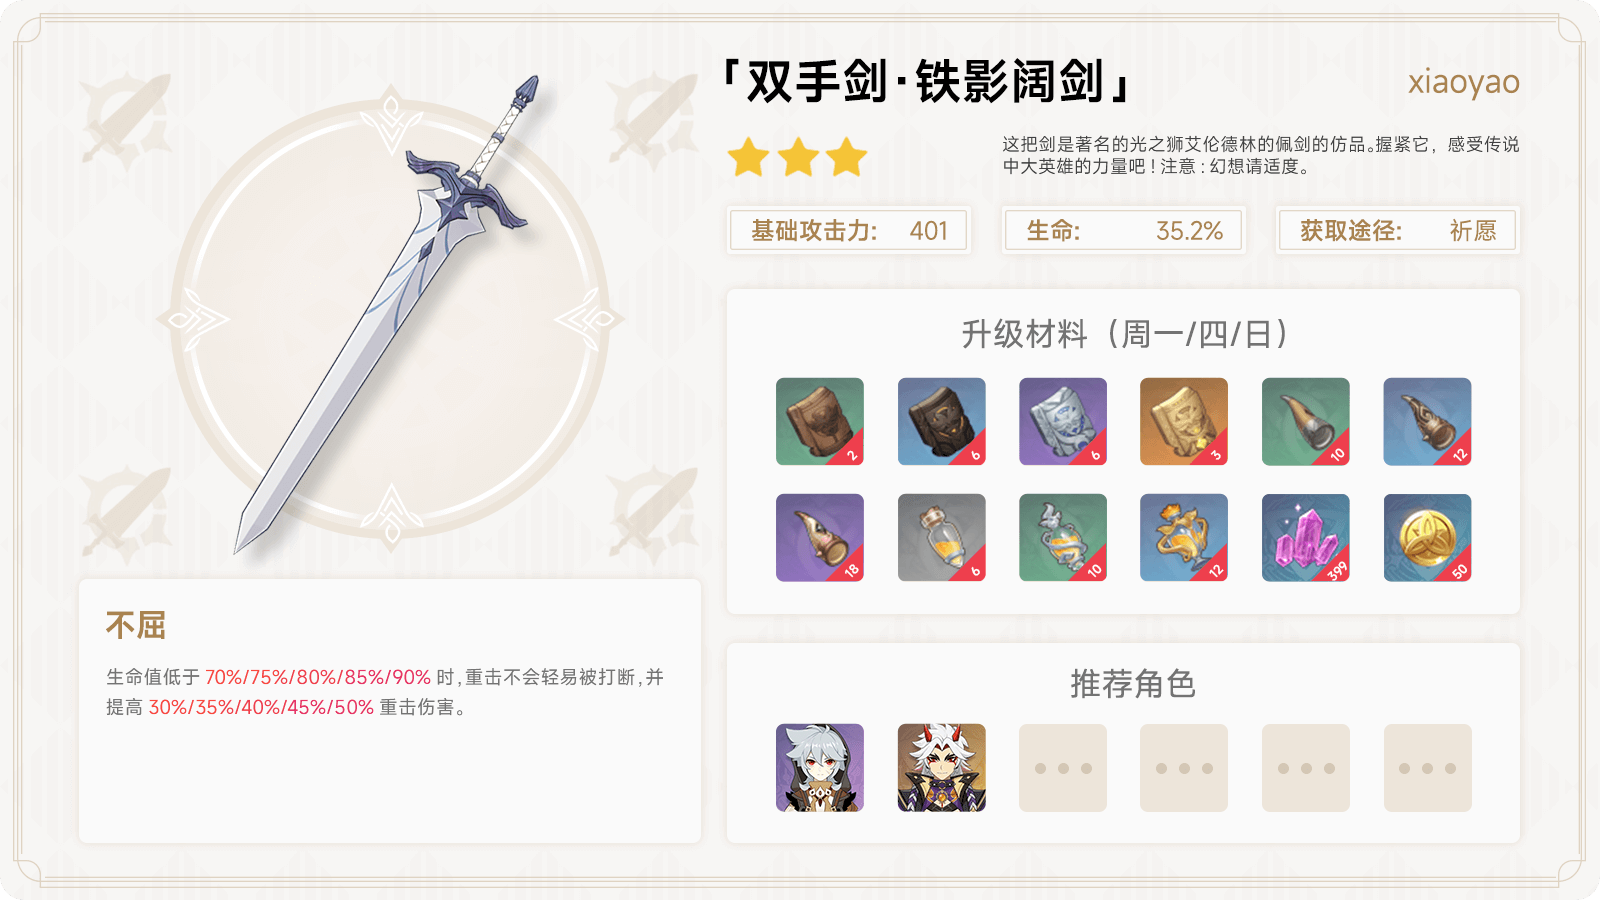 「双手剑·铁影阔剑」
xiaoyao
这把剑是著名的光之狮艾伦德林的佩剑的仿品。握紧它，感受传说
中大英雄的力量吧！注意：幻想请适度。
基础攻击力: 401
生命: 35.2%
获取途径: 祈愿
升级材料（周一/四/日）
2 6 6 3 10 12
18 6 10 12 399 50
不屈
生命值低于 70%/75%/80%/85%/90% 时,重击不会轻易被打断,并
提高 30%/35%/40%/45%/50% 重击伤害。
推荐角色